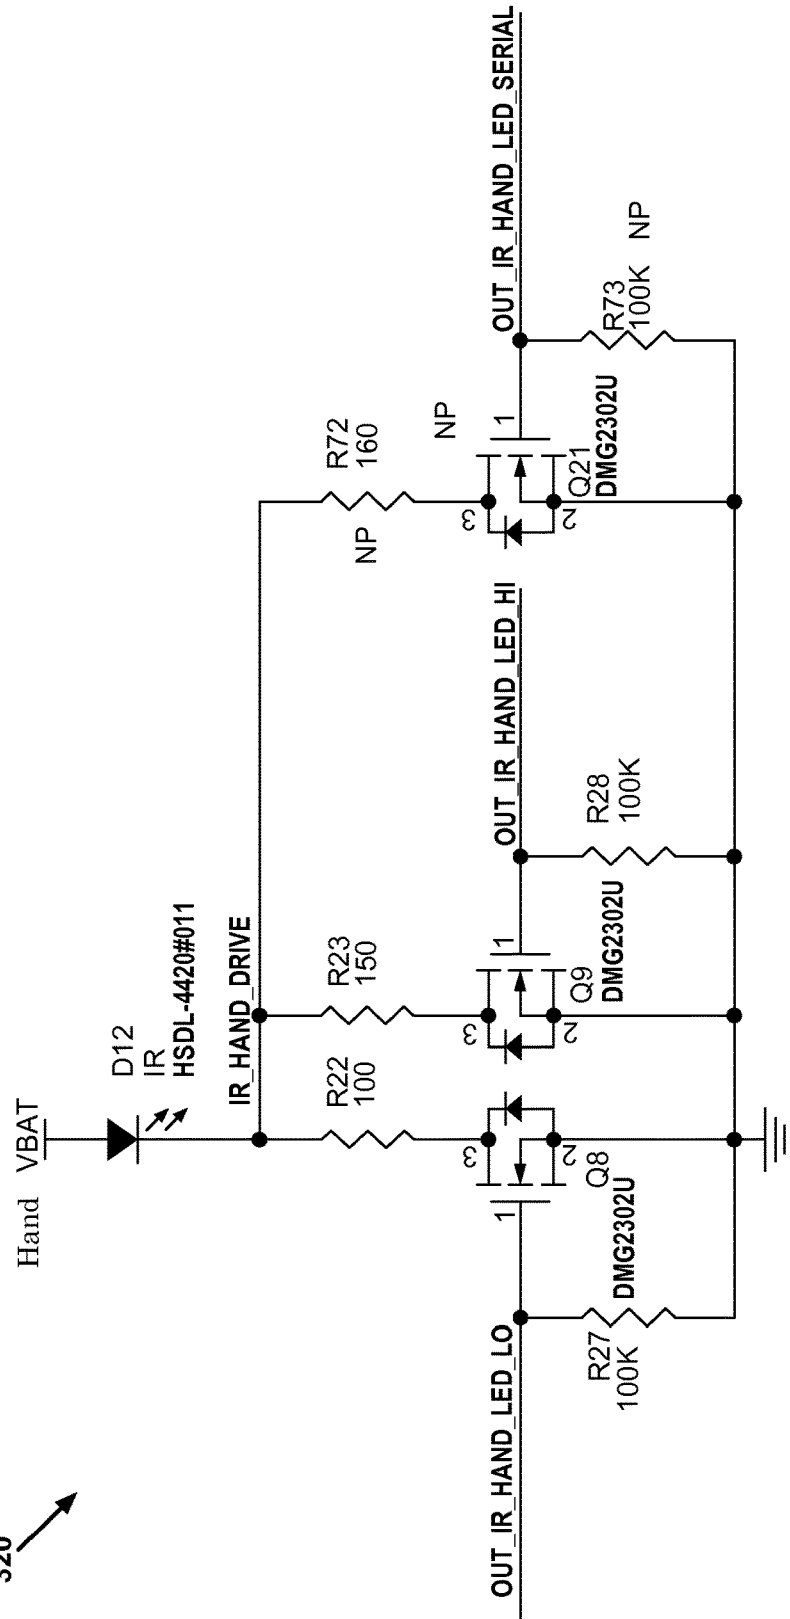 320
Hand VBAT
D12
IR
HSDL-4420#011
IR_HAND_DRIVE
R22
100
R23
150
R72
160
NP
NP
OUT_IR_HAND_LED_LO
1
3
2
Q8
DMG2302U
R27
100K
3
2
1
Q9
DMG2302U
OUT_IR_HAND_LED_HI
R28
100K
3
2
1
Q21
DMG2302U
OUT_IR_HAND_LED_SERIAL
R73
100K NP